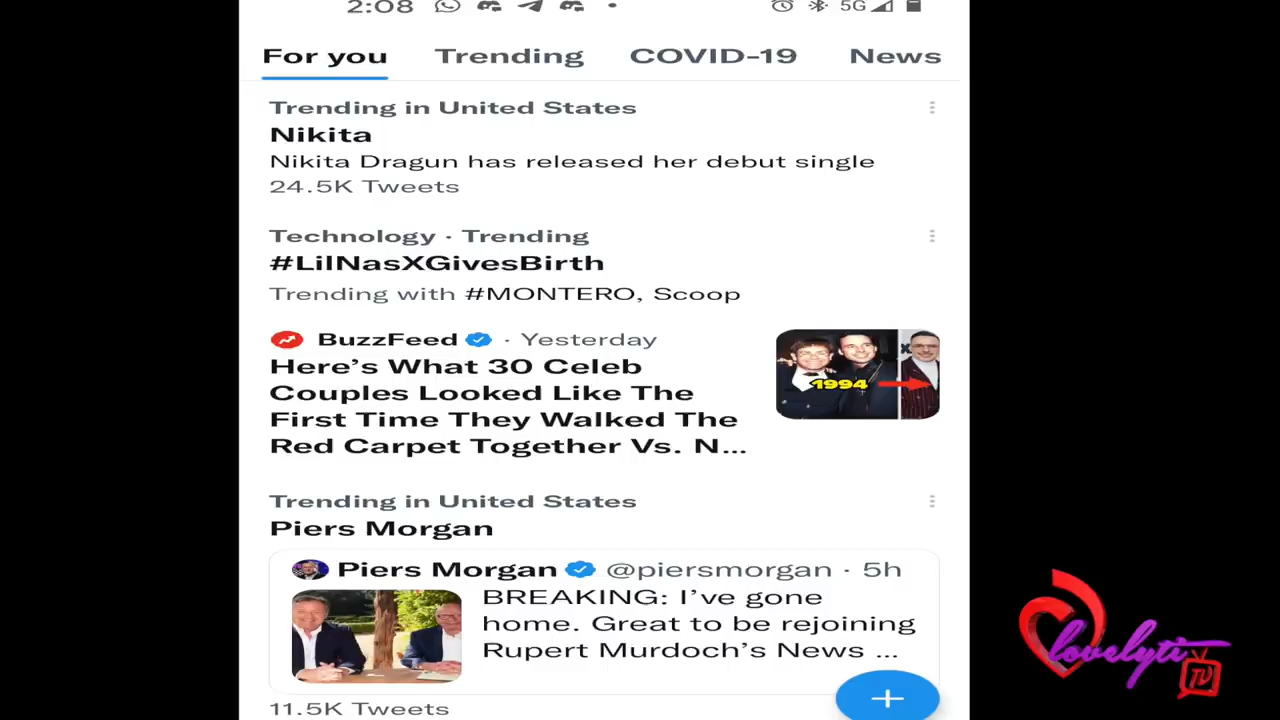 2:08
5G
For you Trending COVID-19 News
Trending in United States
Nikita
Nikita Dragun has released her debut single
24.5K Tweets
Technology · Trending
#LilNasXGivesBirth
Trending with #MONTERO, Scoop
BuzzFeed · Yesterday
Here’s What 30 Celeb
Couples Looked Like The
First Time They Walked The
Red Carpet Together Vs. N...
1994
Trending in United States
Piers Morgan
Piers Morgan @piersmorgan · 5h
BREAKING: I’ve gone
home. Great to be rejoining
Rupert Murdoch’s News ...
11.5K Tweets
lovelyti
TV